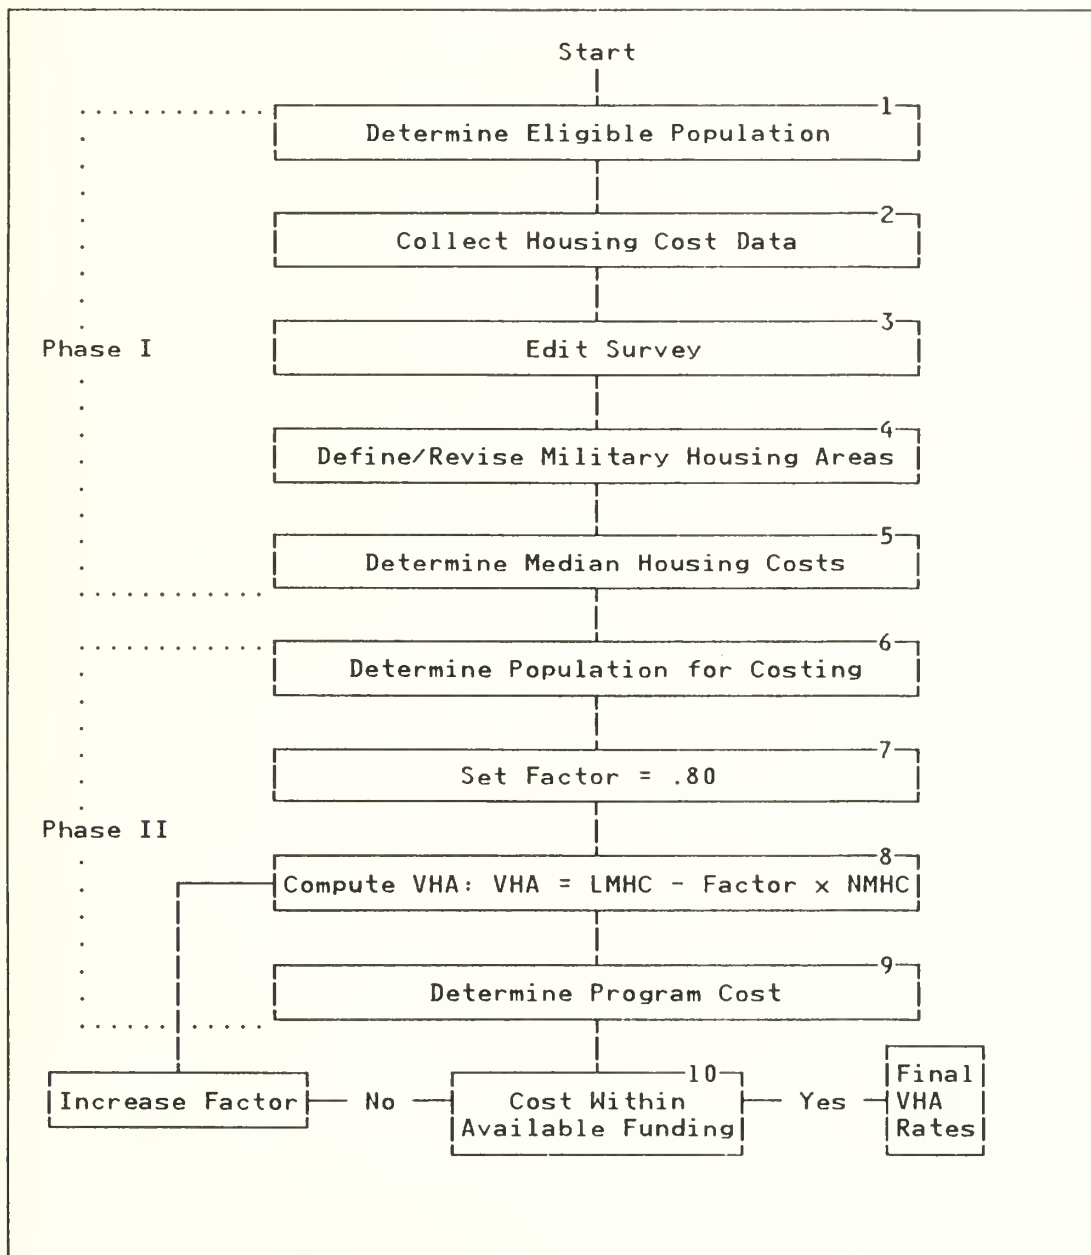 Start
1
Determine Eligible Population
2
Collect Housing Cost Data
3
Phase I
Edit Survey
4
Define/Revise Military Housing Areas
5
Determine Median Housing Costs
6
Determine Population for Costing
7
Set Factor = .80
Phase II
8
Compute VHA: VHA = LMHC - Factor × NMHC
9
Determine Program Cost
10
Increase Factor
No
Cost Within
Available Funding
Yes
Final
VHA
Rates